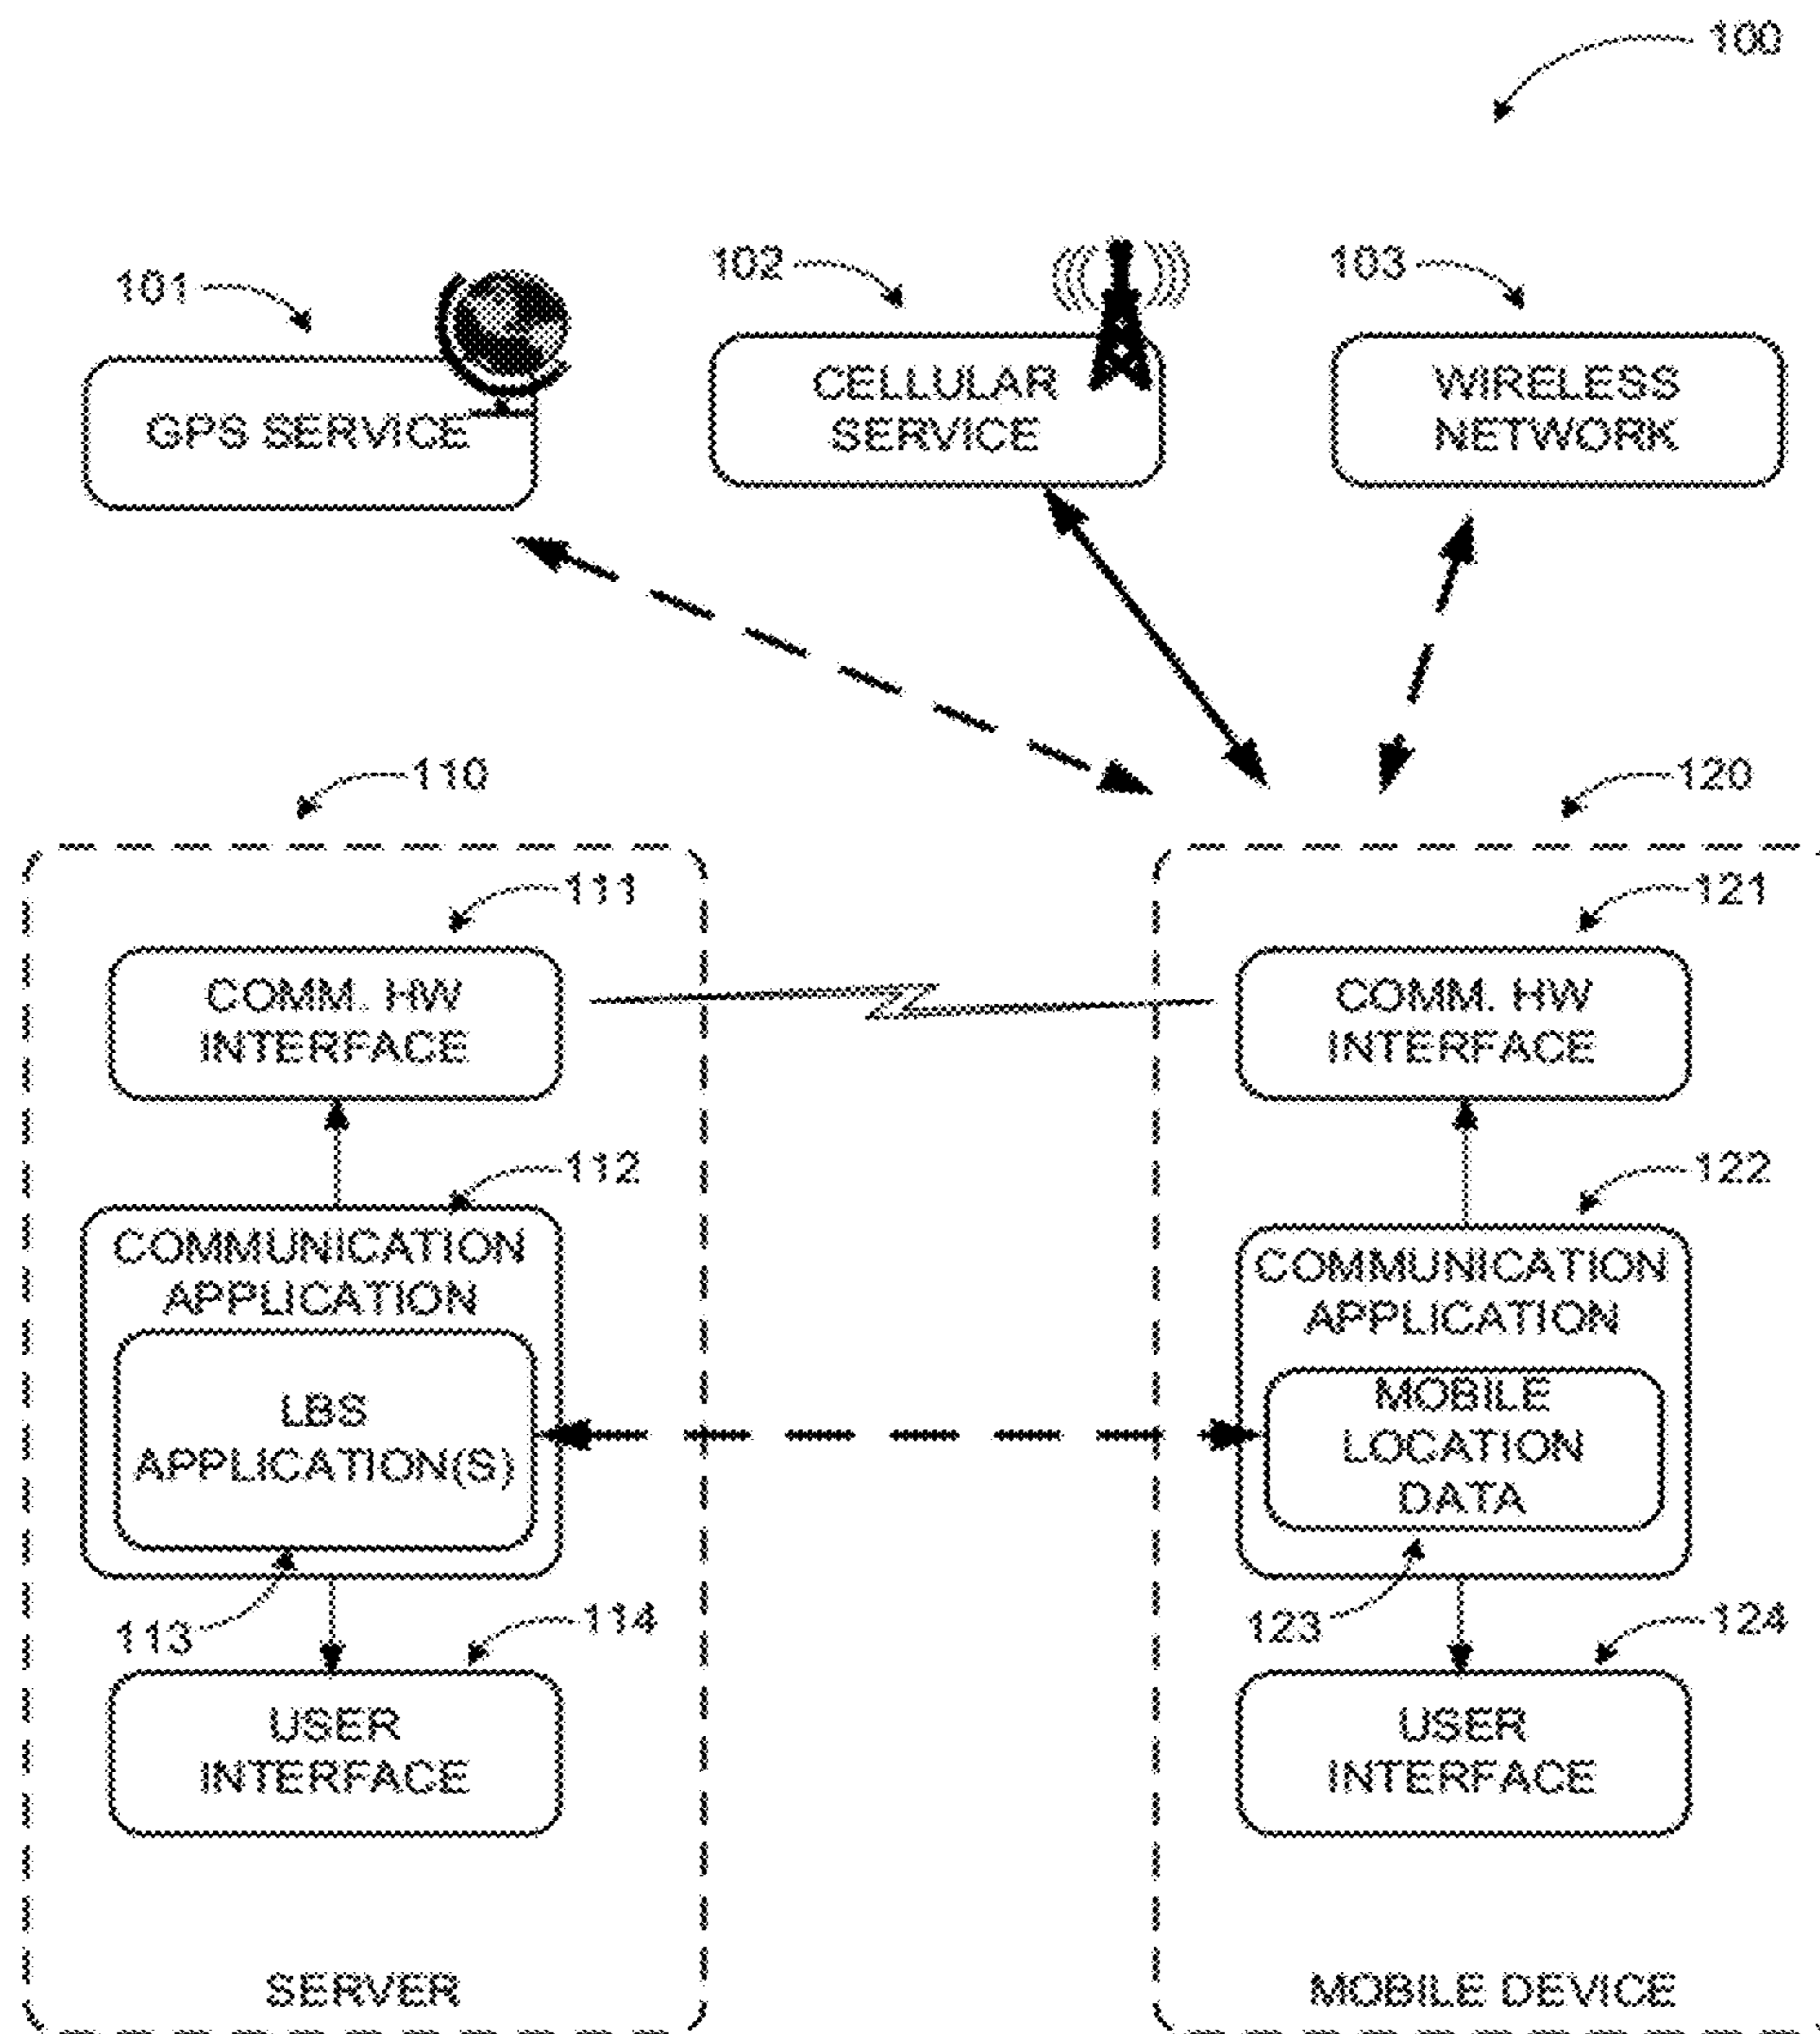 100
101
102
103
GPS SERVICE
CELLULAR
SERVICE
WIRELESS
NETWORK
110
120
111
COMM. HW
INTERFACE
112
COMMUNICATION
APPLICATION
LBS
APPLICATION(S)
113
114
USER
INTERFACE
SERVER
121
COMM. HW
INTERFACE
122
COMMUNICATION
APPLICATION
MOBILE
LOCATION
DATA
123
124
USER
INTERFACE
MOBILE DEVICE